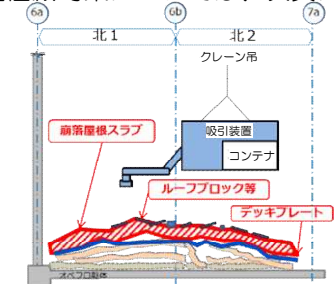 6a
6b
7a
北１
北２
クレーン吊
吸引装置
コンテナ
崩落屋根スラブ
ルーフブロック等
デッキプレート
オペフロ躯体